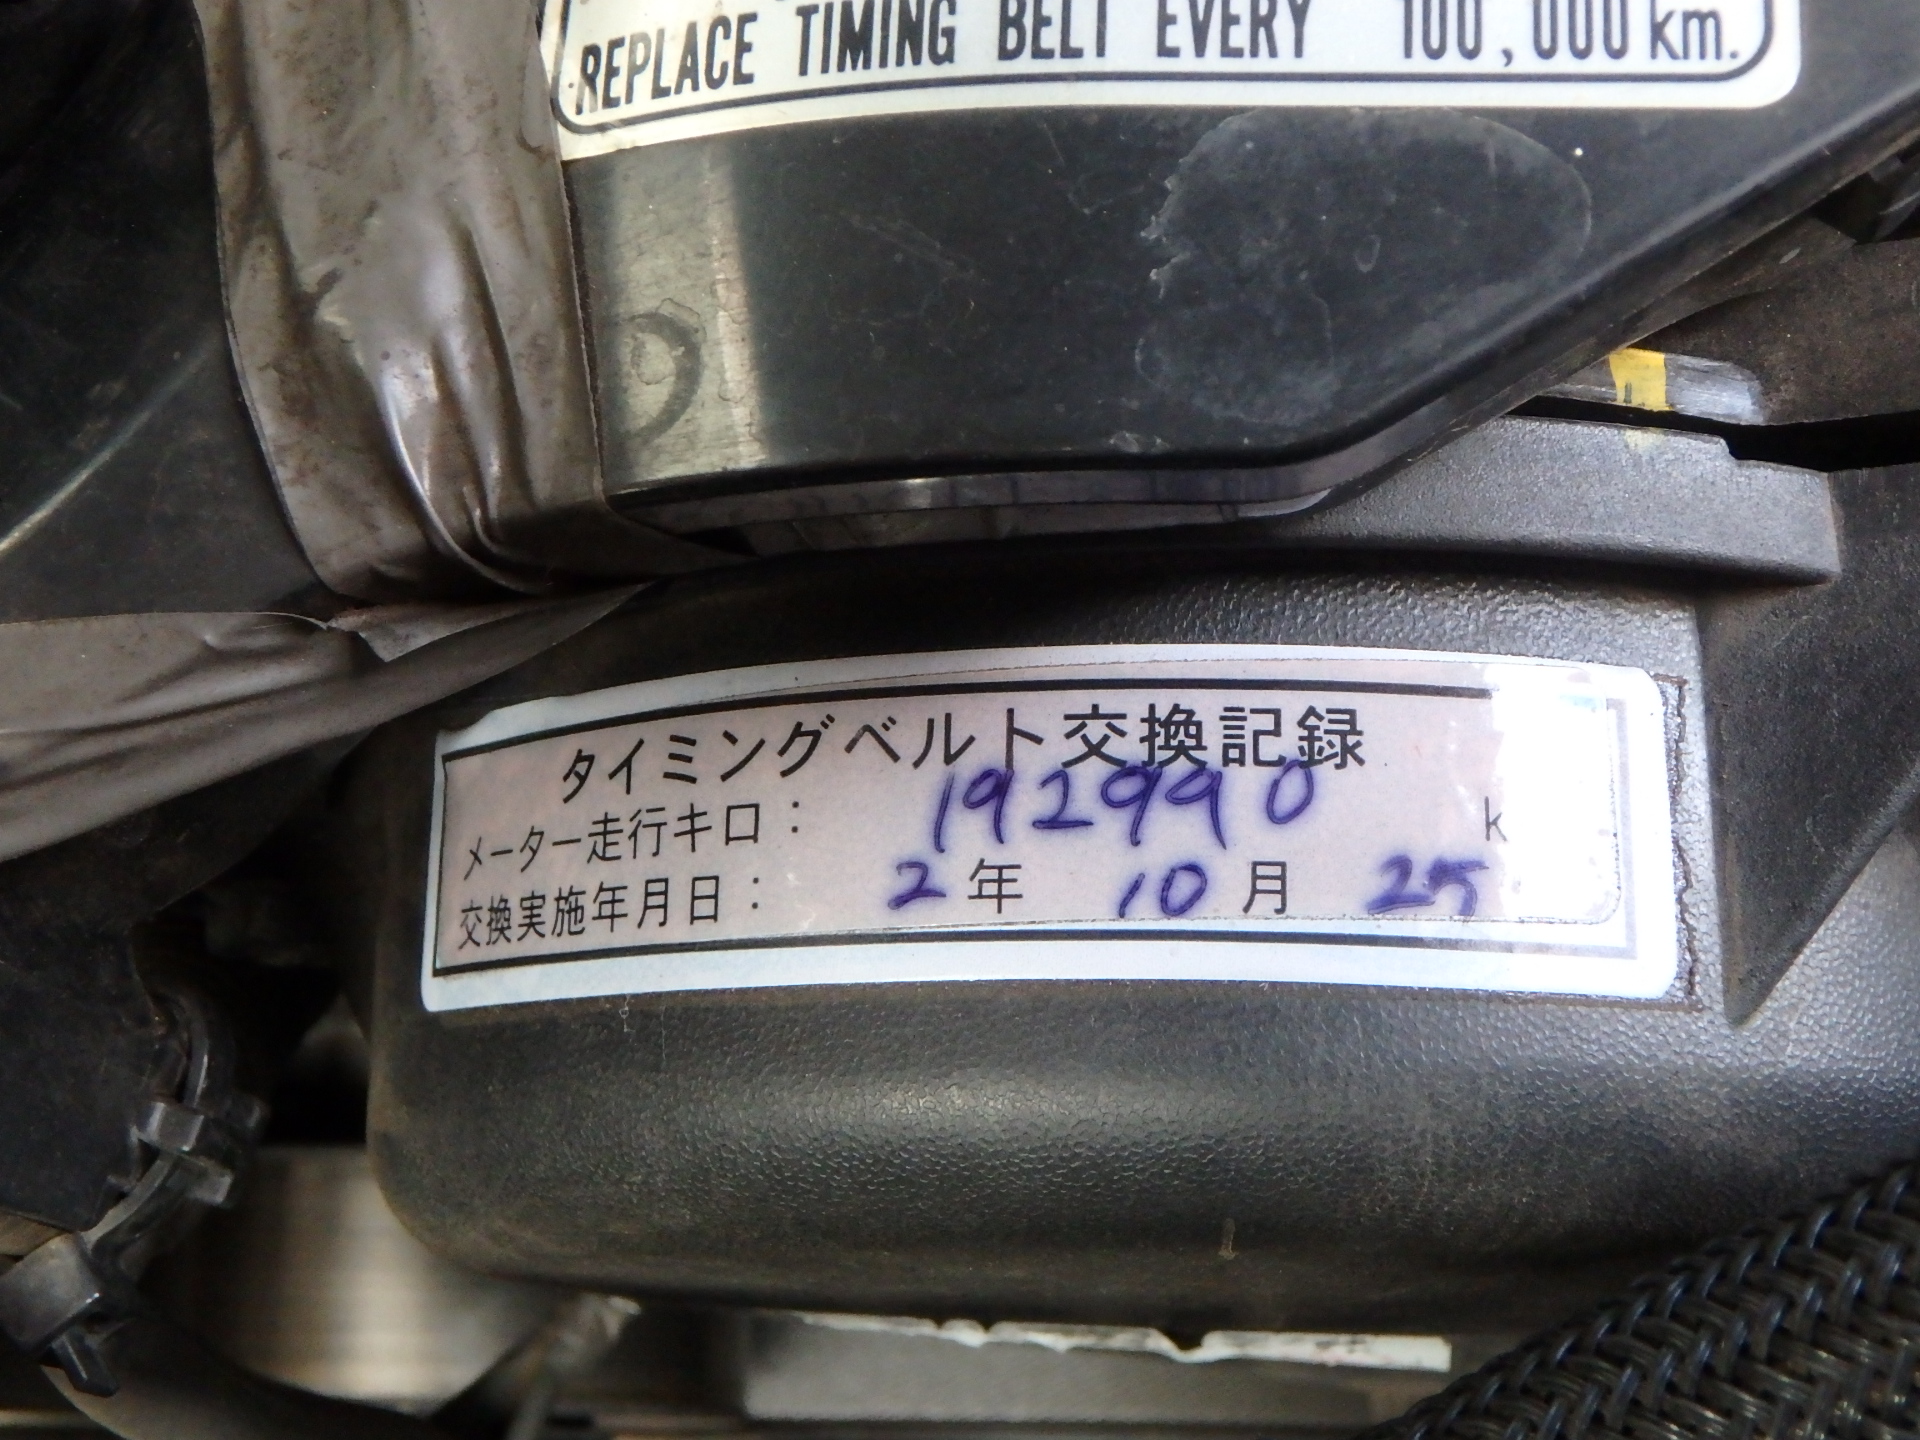 REPLACE TIMING BELT EVERY 100,000 km.
タイミングベルト交換記録
メーター走行キロ： 192990 k
交換実施年月日： 2年 10月 25